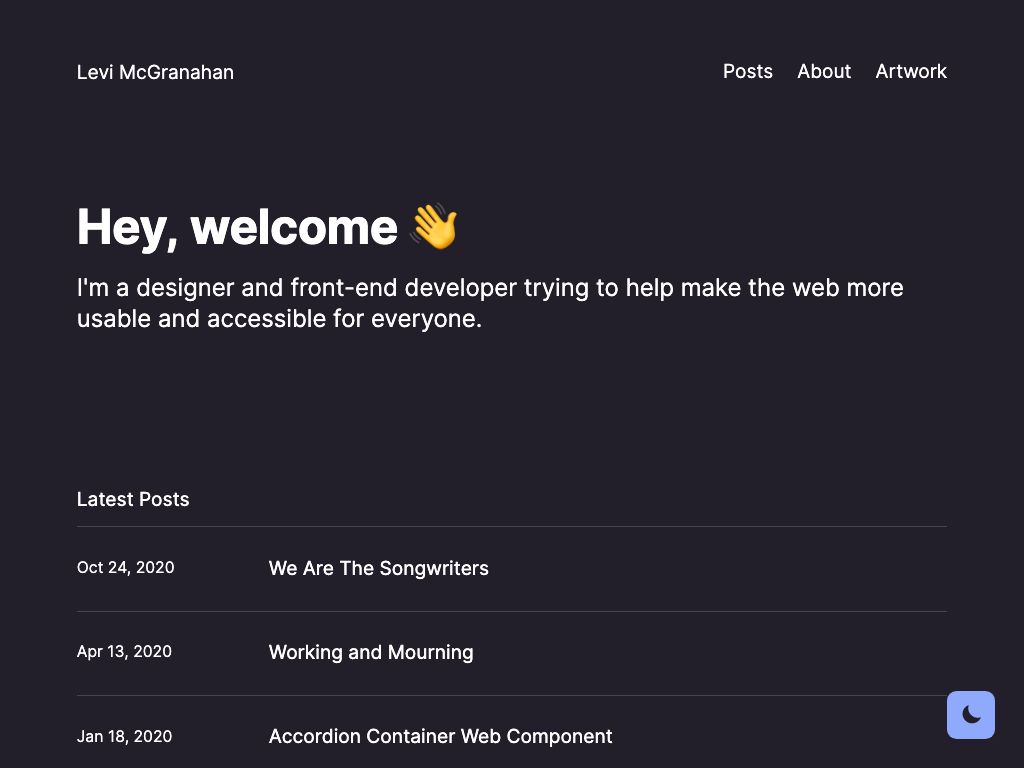 Levi McGranahan
Posts About Artwork
Hey, welcome 👋
I'm a designer and front-end developer trying to help make the web more
usable and accessible for everyone.
Latest Posts
Oct 24, 2020 We Are The Songwriters
Apr 13, 2020 Working and Mourning
Jan 18, 2020 Accordion Container Web Component